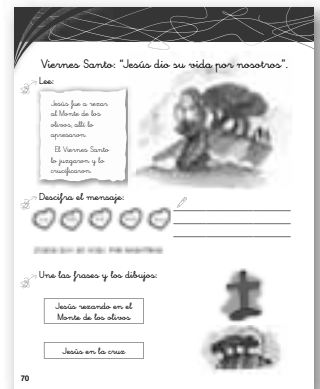 Viernes Santo: "Jesús dio su vida por nosotros".
Lee:
Jesús fue a rezar
al Monte de los
olivos, allí lo
apresaron.
El Viernes Santo
lo juzgaron y lo
crucificaron.
Descifra el mensaje:
Une las frases y los dibujos:
Jesús rezando en el
Monte de los olivos
Jesús en la cruz
70